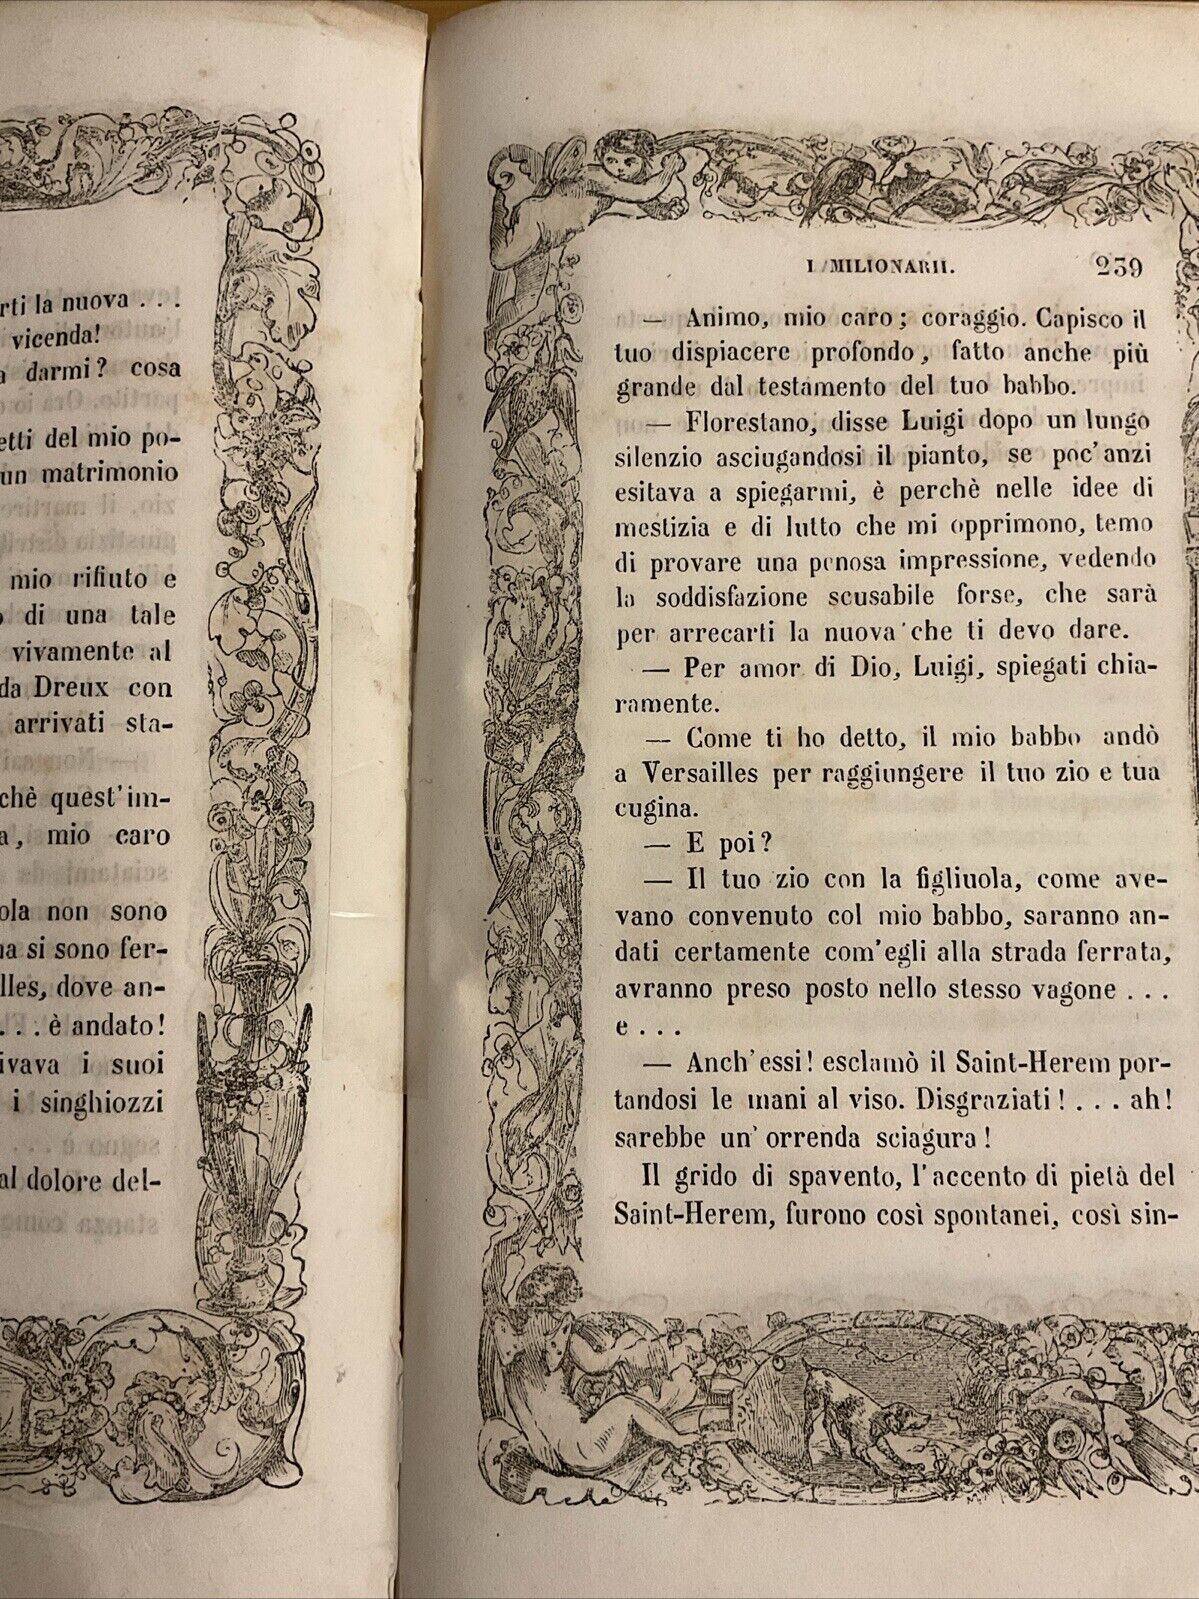 rti la nuova . . .
vicenda!
darmi? cosa
etti del mio po-
un matrimonio
mio rifiuto e
di una tale
vivamente al
da Dreux con
arrivati sta-
chè quest'im-
a, mio caro
ola non sono
na si sono fer-
lles, dove an-
. . . è andato!
ivava i suoi
i singhiozzi
al dolore del-
I MILIONARII. 239
— Animo, mio caro; coraggio. Capisco il
tuo dispiacere profondo, fatto anche più
grande dal testamento del tuo babbo.
— Florestano, disse Luigi dopo un lungo
silenzio asciugandosi il pianto, se poc'anzi
esitava a spiegarmi, è perchè nelle idee di
mestizia e di lutto che mi opprimono, temo
di provare una penosa impressione, vedendo
la soddisfazione scusabile forse, che sarà
per arrecarti la nuova che ti devo dare.
— Per amor di Dio, Luigi, spiegati chia-
ramente.
— Come ti ho detto, il mio babbo andò
a Versailles per raggiungere il tuo zio e tua
cugina.
— E poi?
— Il tuo zio con la figliuola, come ave-
vano convenuto col mio babbo, saranno an-
dati certamente com'egli alla strada ferrata,
avranno preso posto nello stesso vagone . . .
e . . .
— Anch'essi! esclamò il Saint-Herem por-
tandosi le mani al viso. Disgraziati! . . . ah!
sarebbe un' orrenda sciagura!
Il grido di spavento, l'accento di pietà del
Saint-Herem, furono così spontanei, così sin-